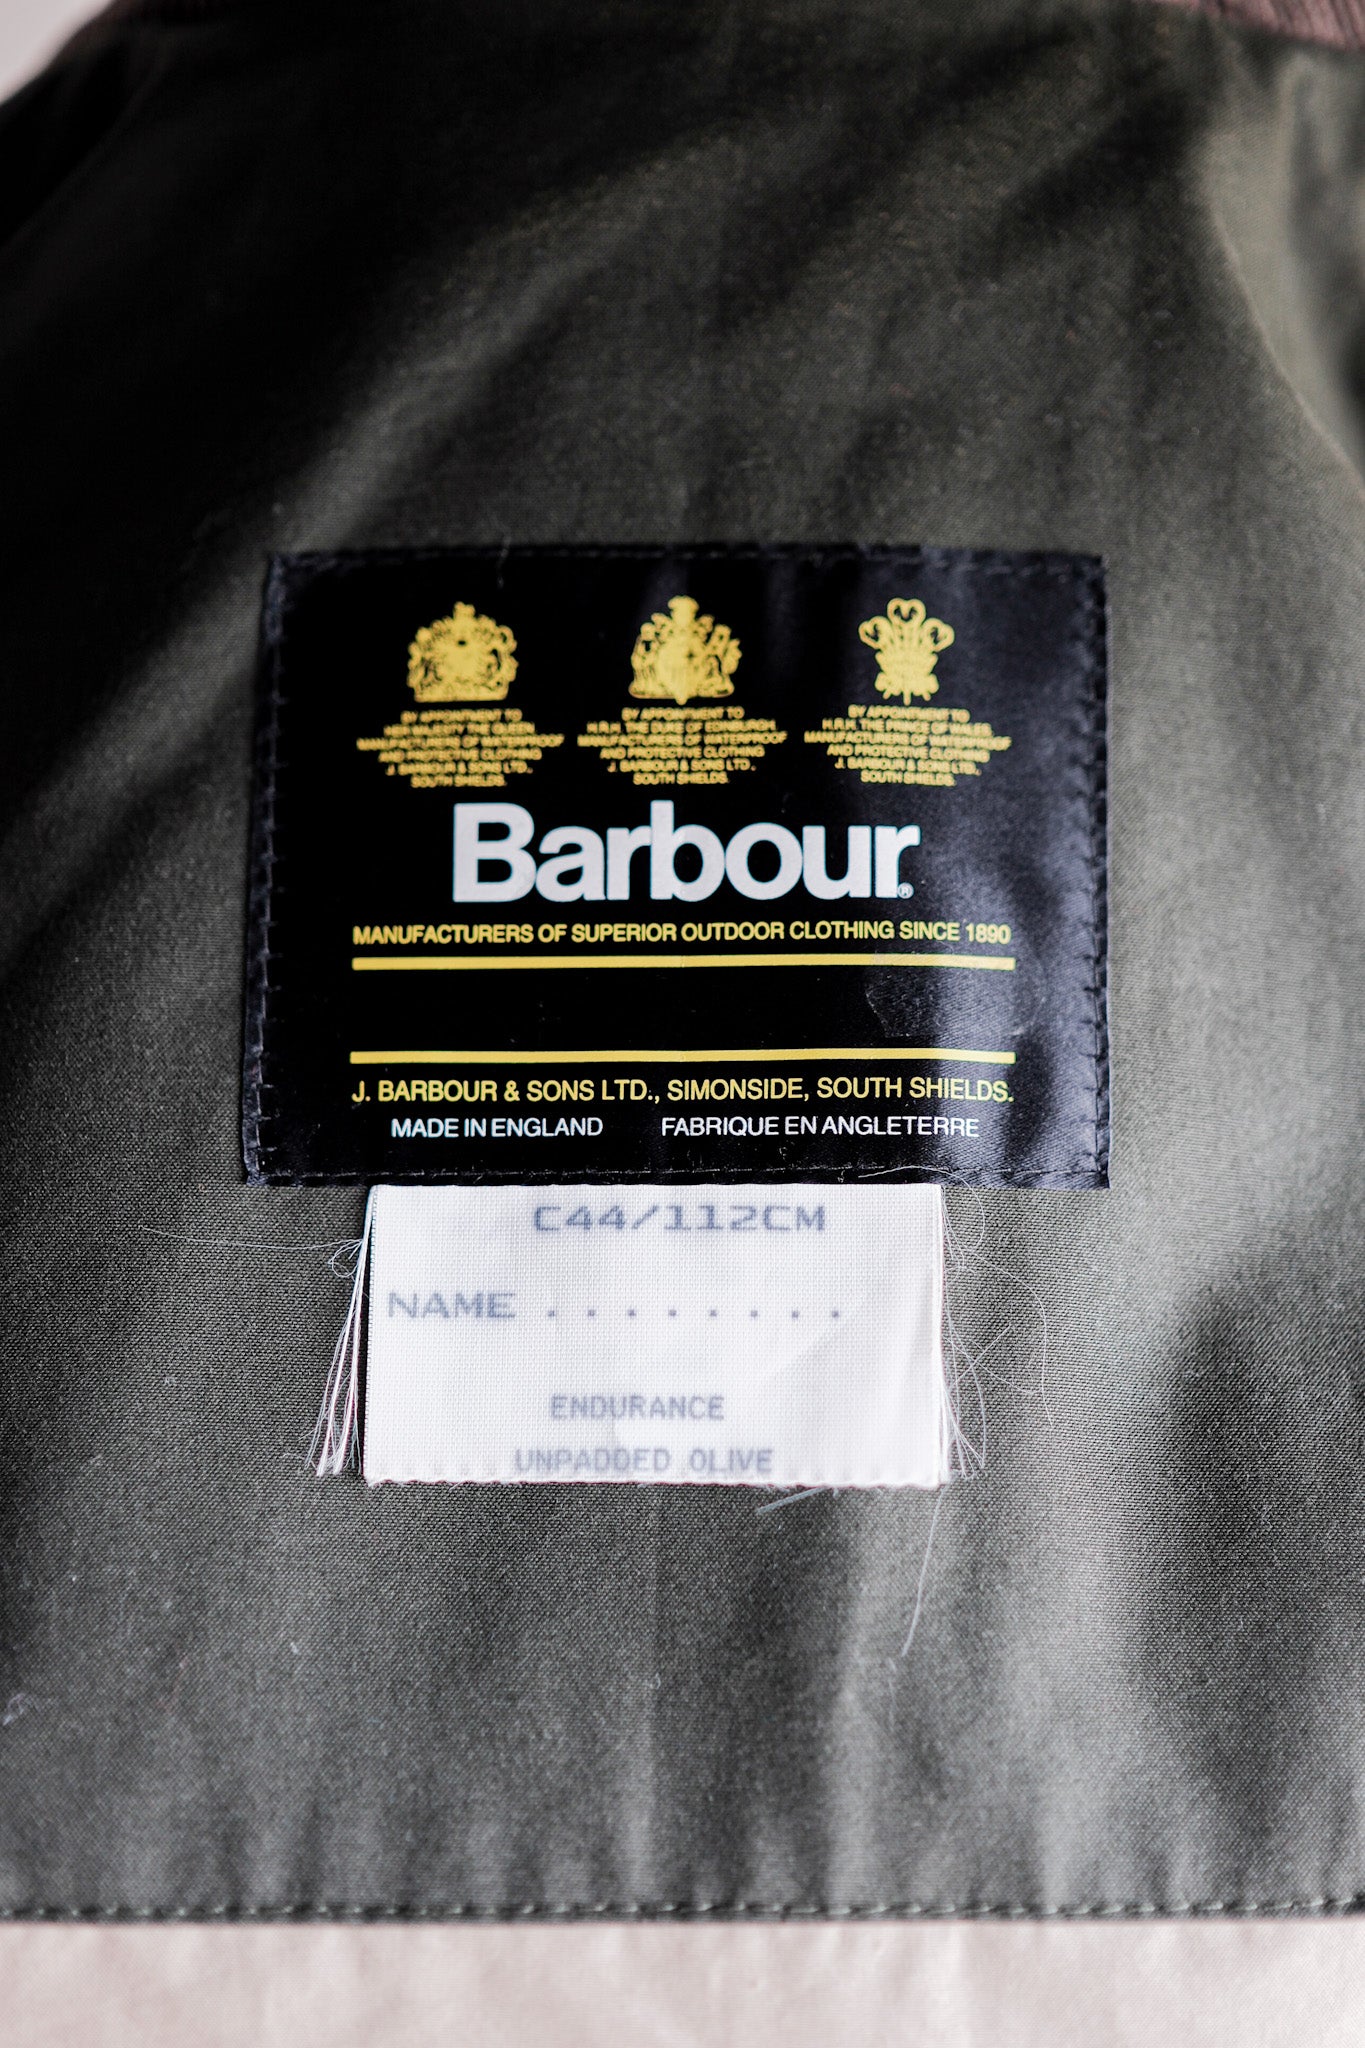 BY APPOINTMENT TO
HER MAJESTY THE QUEEN
MANUFACTURERS OF WATERPROOF
AND PROTECTIVE CLOTHING
J. BARBOUR & SONS LTD.,
SOUTH SHIELDS.
BY APPOINTMENT TO
H.R.H. THE DUKE OF EDINBURGH
MANUFACTURERS OF WATERPROOF
AND PROTECTIVE CLOTHING
J. BARBOUR & SONS LTD.,
SOUTH SHIELDS.
BY APPOINTMENT TO
H.R.H. THE PRINCE OF WALES
MANUFACTURERS OF WATERPROOF
AND PROTECTIVE CLOTHING
J. BARBOUR & SONS LTD.,
SOUTH SHIELDS.
Barbour®
MANUFACTURERS OF SUPERIOR OUTDOOR CLOTHING SINCE 1890
J. BARBOUR & SONS LTD., SIMONSIDE, SOUTH SHIELDS.
MADE IN ENGLAND FABRIQUE EN ANGLETERRE
C44/112CM
NAME ........
ENDURANCE
UNPADDED OLIVE